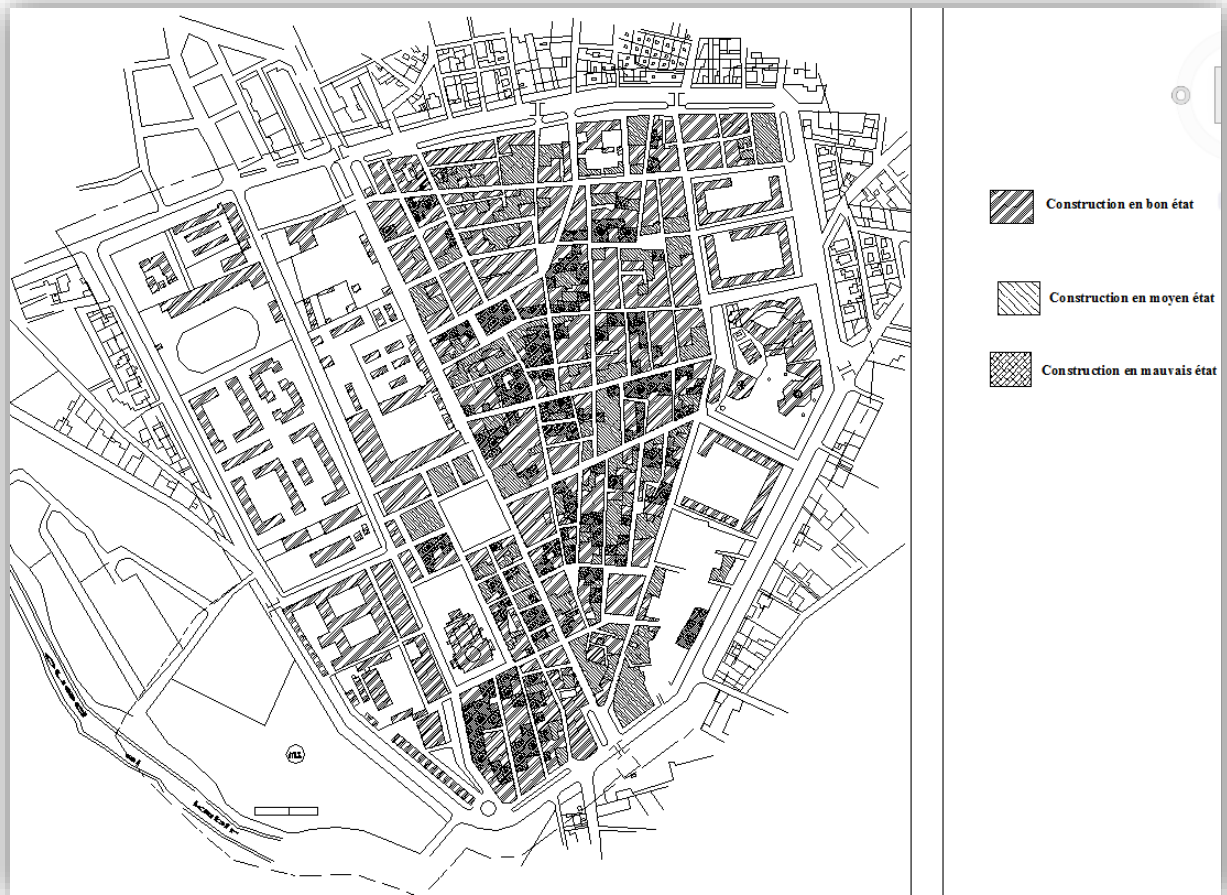 Construction en bon état
Construction en moyen état
Construction en mauvais état
Oued
el
kebir